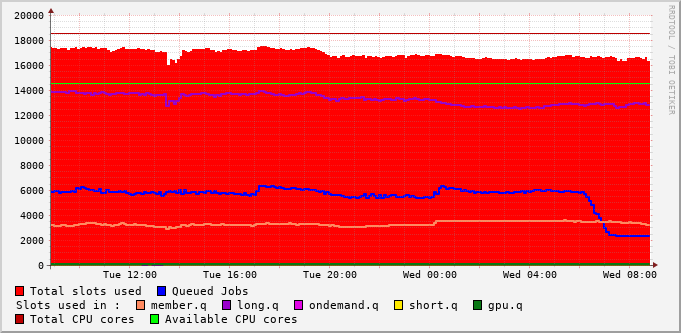 RRDTOOL / TOBI OETIKER
20000
18000
16000
14000
12000
10000
8000
6000
4000
2000
0
Tue 12:00 Tue 16:00 Tue 20:00 Wed 00:00 Wed 04:00 Wed 08:00
Total slots used Queued Jobs
Slots used in : member.q long.q ondemand.q short.q gpu.q
Total CPU cores Available CPU cores